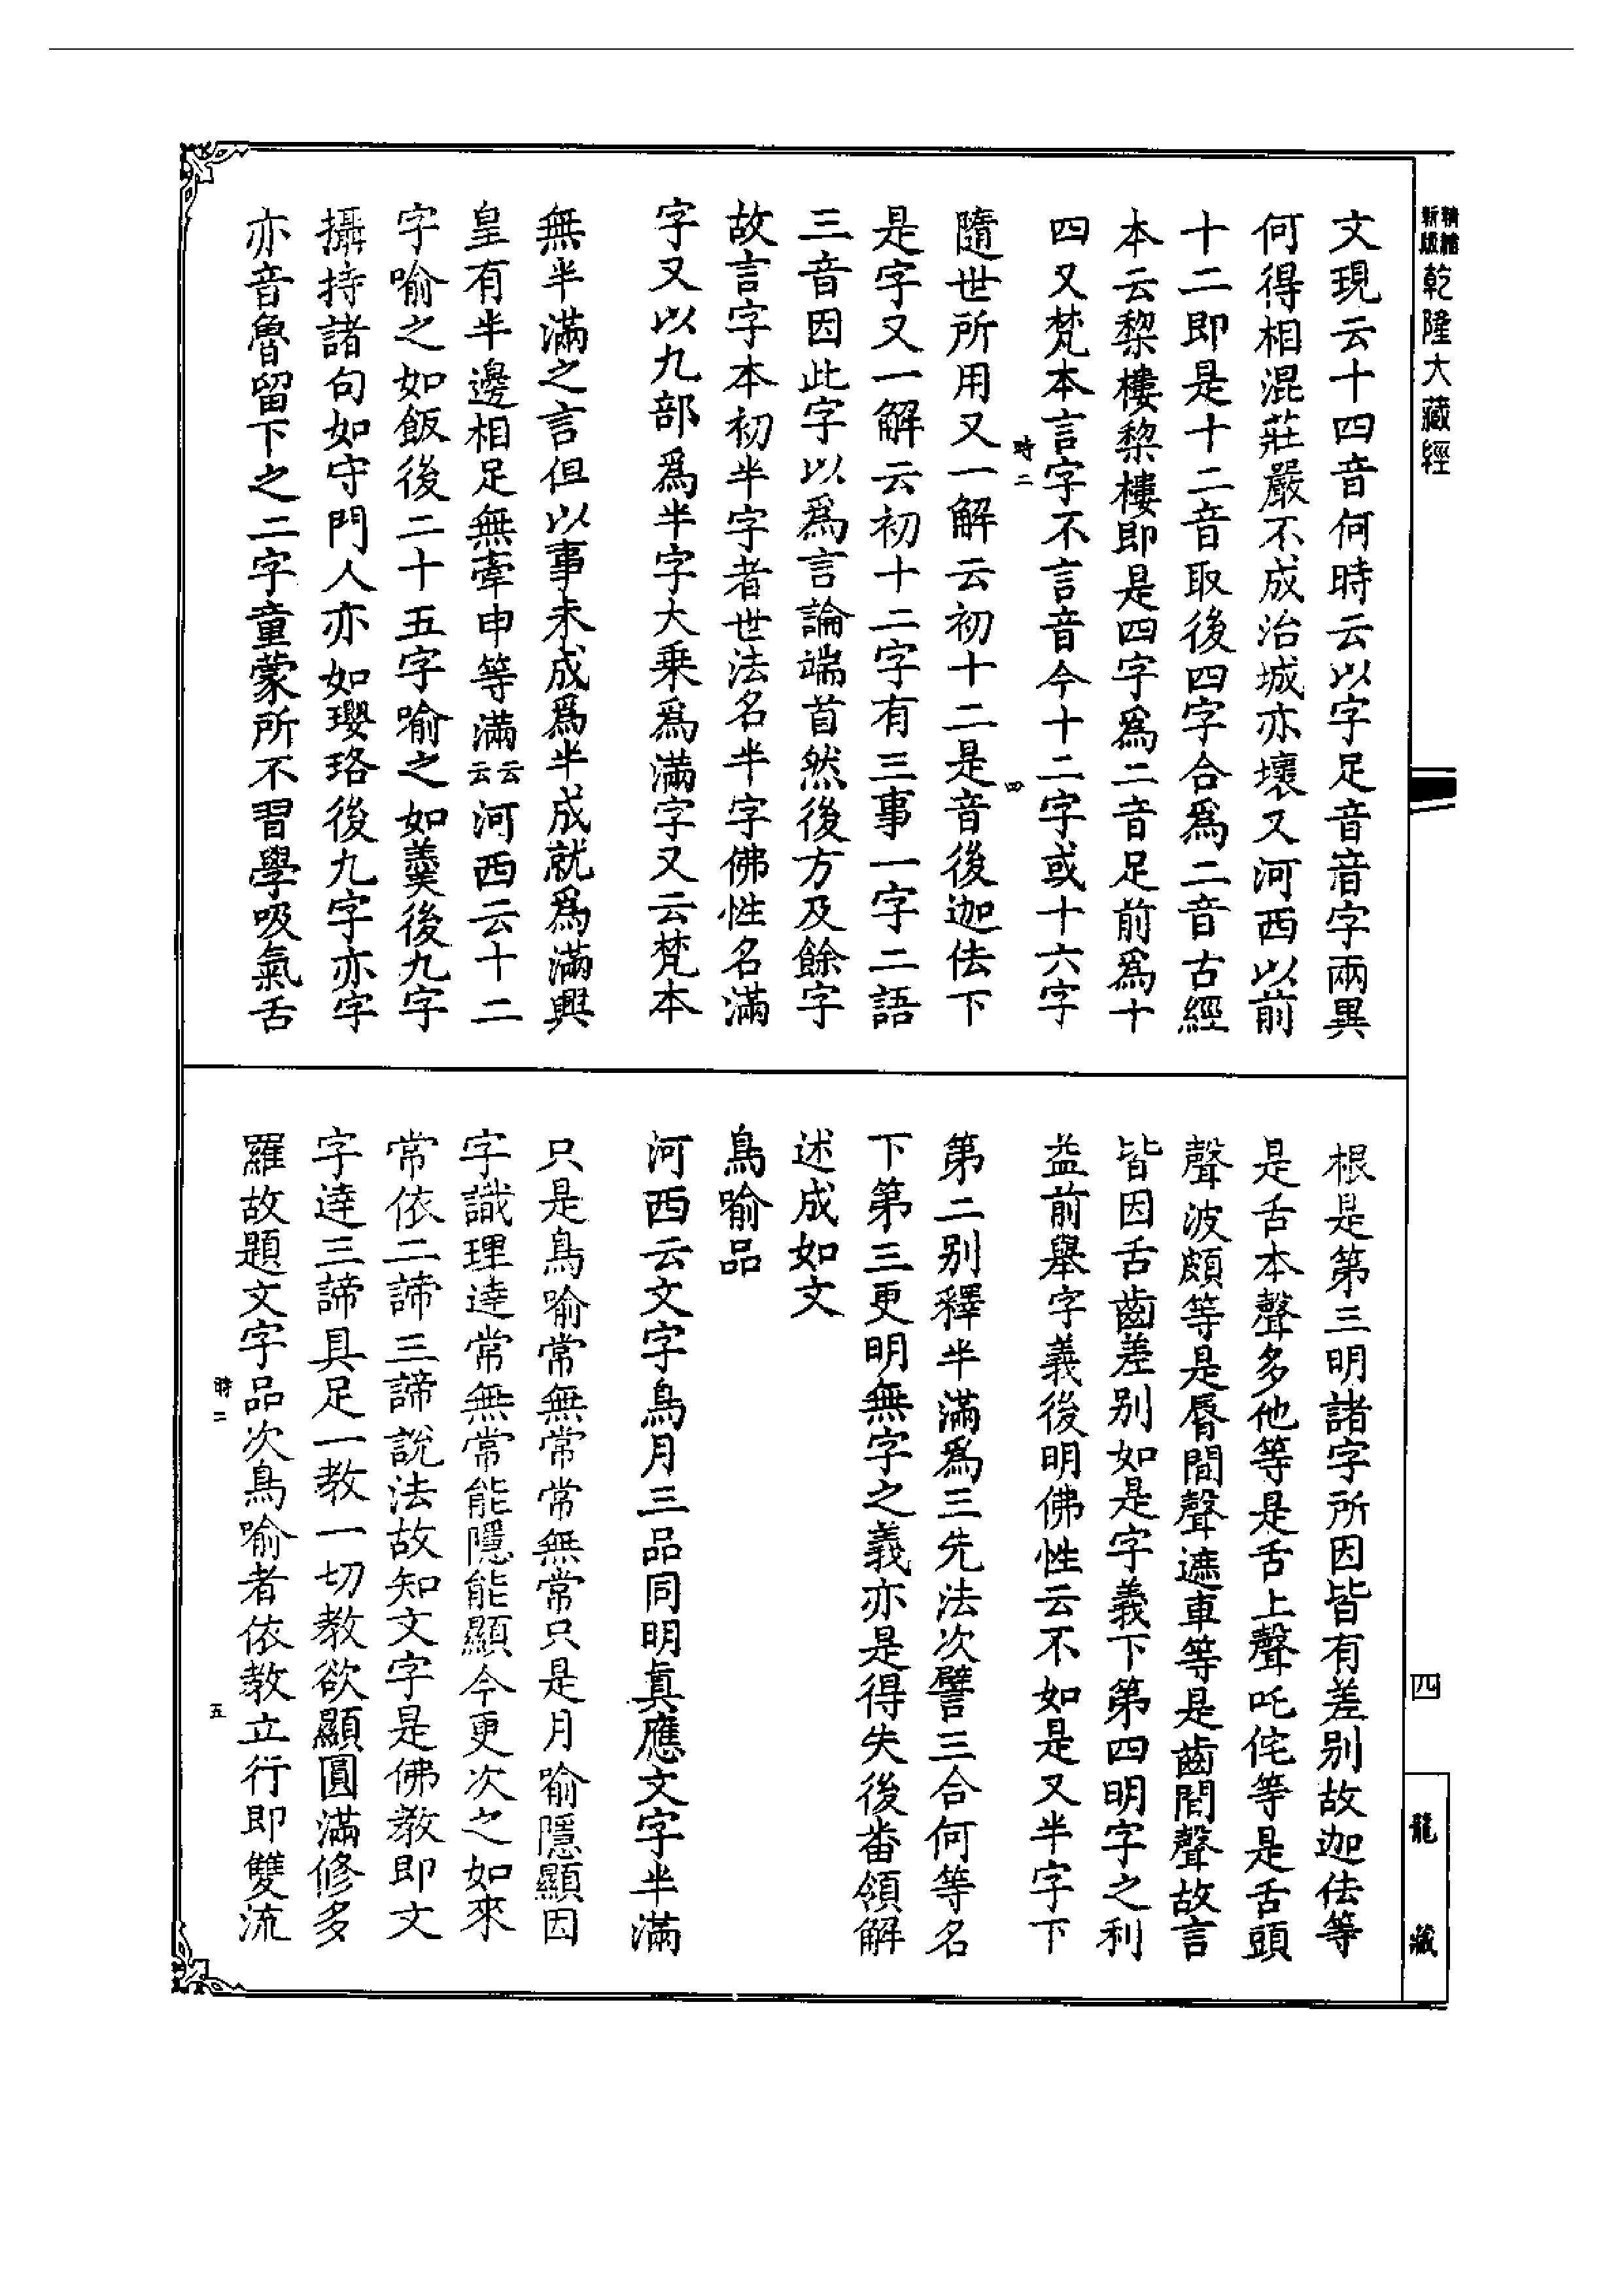 精補
新版
乾隆大藏經
文現云十四音何時云以字足音音字兩異
何得相混莊嚴不成治城亦壞又河西以前
十二即是十二音取後四字合爲二音古經
本云棃樓棃樓即是四字爲二音足前爲十
四又梵本言字不言音今十二字或十六字
時二
四
隨世所用又一解云初十二是音後迦佉下
是字又一解云初十二字有三事一字二語
三音因此字以爲言論端首然後方及餘字
故言字本初半字者世法名半字佛性名滿
字又以九部爲半字大乗爲滿字又云梵本
無半滿之言但以事未成爲半成就爲滿興
皇有半邊相足無牽申等滿云云河西云十二
字喻之如飯後二十五字喻之如羹後九字
攝持諸句如守門人亦如瓔珞後九字亦字
亦音魯留下之二字童蒙所不習學吸氣舌
根是第三明諸字所因皆有差別故迦佉等
是舌本聲多他等是舌上聲吒侘等是舌頭
聲波頗等是脣間聲遮車等是齒間聲故言
皆因舌齒差別如是字義下第四明字之利
益前舉字義後明佛性云不如是又半字下
第二別釋半滿爲三先法次譬三合何等名
下第三更明無字之義亦是得失後畨領解
述成如文
鳥喻品
河西云文字鳥月三品同明真應文字半滿
只是鳥喻常無常常無常只是月喻隱顯因
字識理達常無常能隱能顯今更次之如來
常依二諦三諦說法故知文字是佛教即文
字達三諦具足一教一切教欲顯圓滿修多
羅故題文字品次鳥喻者依教立行即雙流
時二
五
四
龍藏